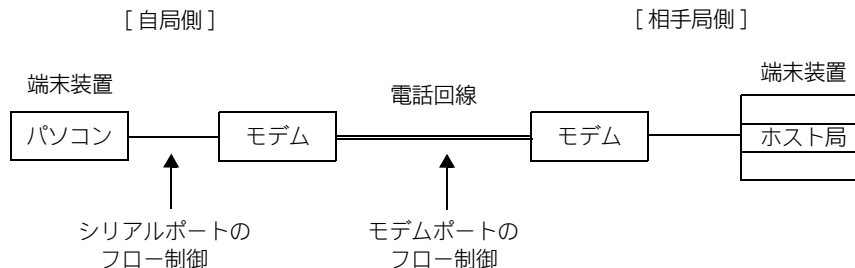 [ 自局側 ]
[ 相手局側 ]
端末装置
電話回線
端末装置
パソコン
モデム
モデム
ホスト局
シリアルポートの
フロー制御
モデムポートの
フロー制御